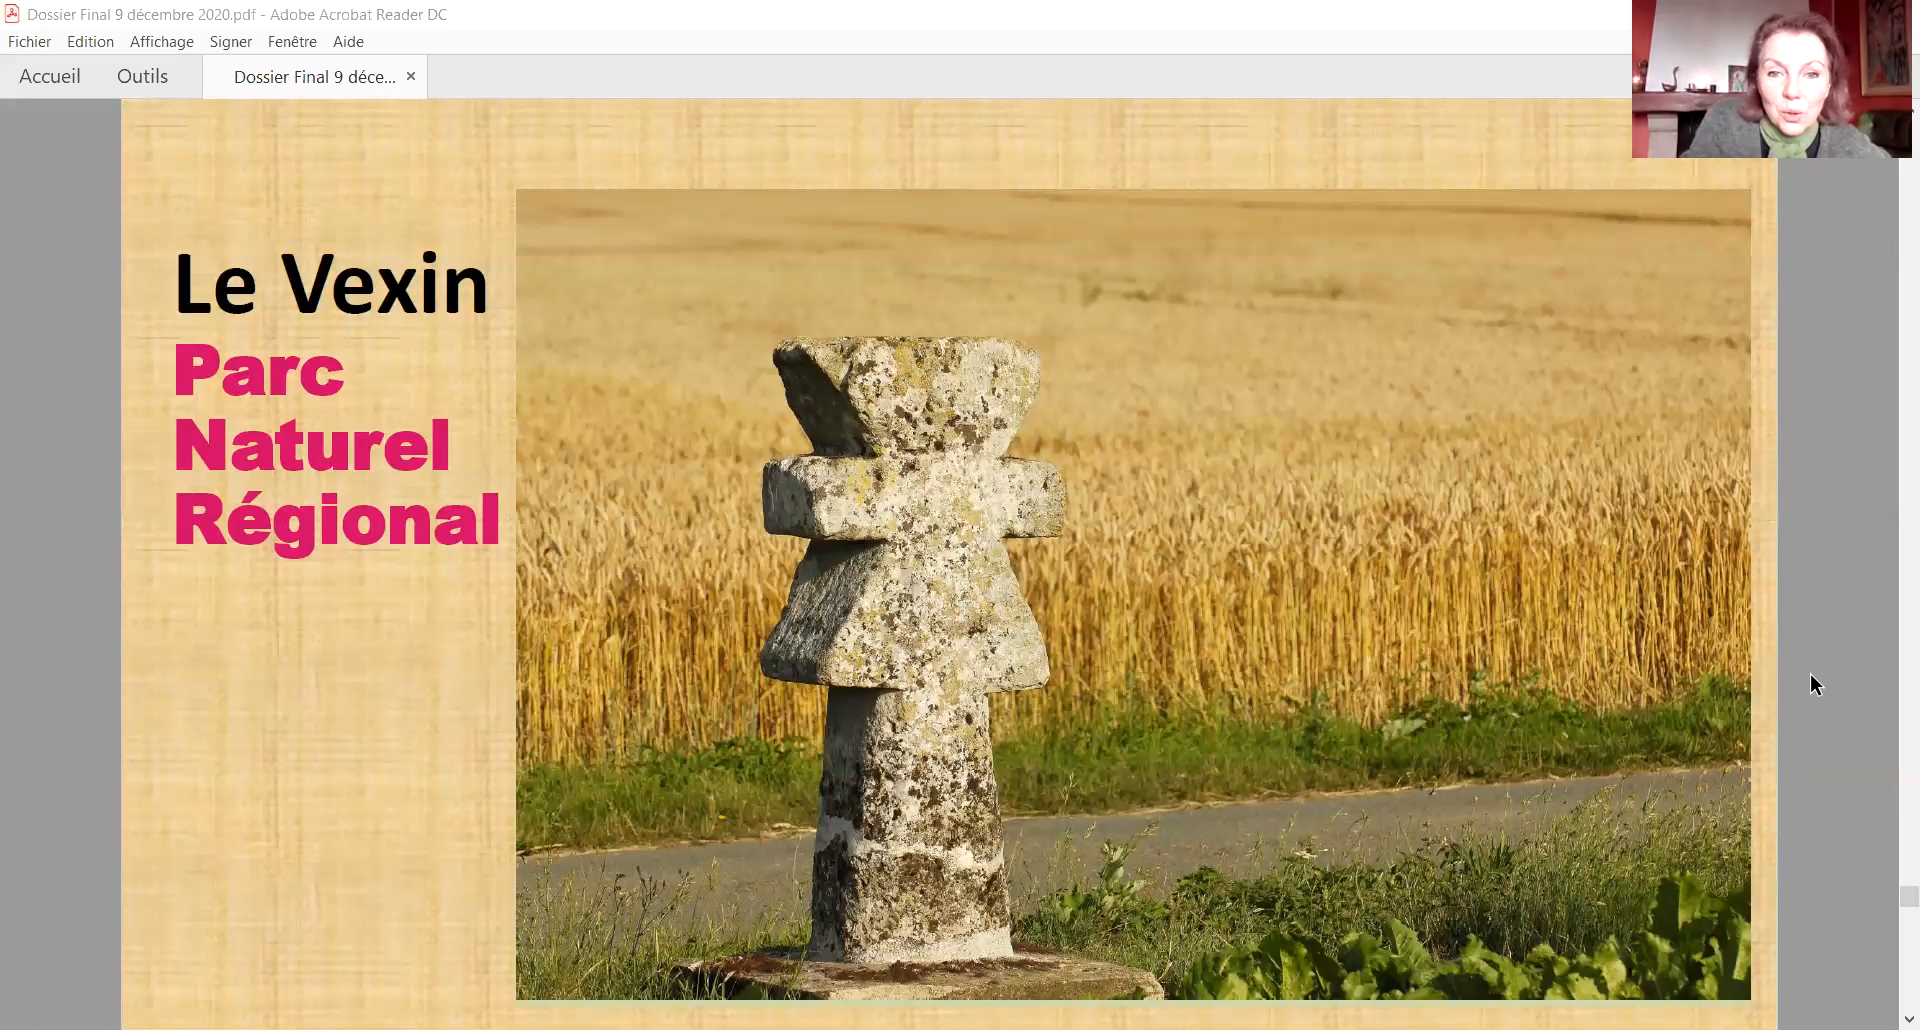 Dossier Final 9 décembre 2020.pdf - Adobe Acrobat Reader DC
Fichier Edition Affichage Signer Fenêtre Aide
Accueil Outils Dossier Final 9 déce... ×
Le Vexin
Parc
Naturel
Régional